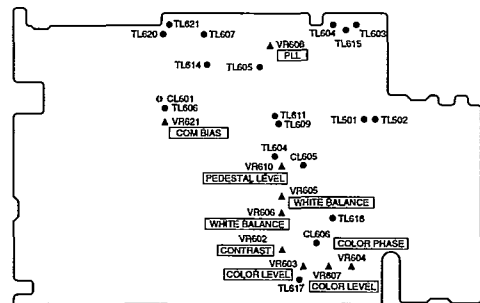 TL621
TL620 TL607 TL604 TL603
TL615
VR608
PLL
TL614 TL605
CL601
TL606
VR621
COM BIAS
TL611
TL609
TL501 TL502
TL604
VR610 CL605
PEDESTAL LEVEL
VR605
WHITE BALANCE
VR606
WHITE BALANCE
TL618
CL606
VR602 COLOR PHASE
CONTRAST
VR603 VR604
COLOR LEVEL VR607
TL617 COLOR LEVEL